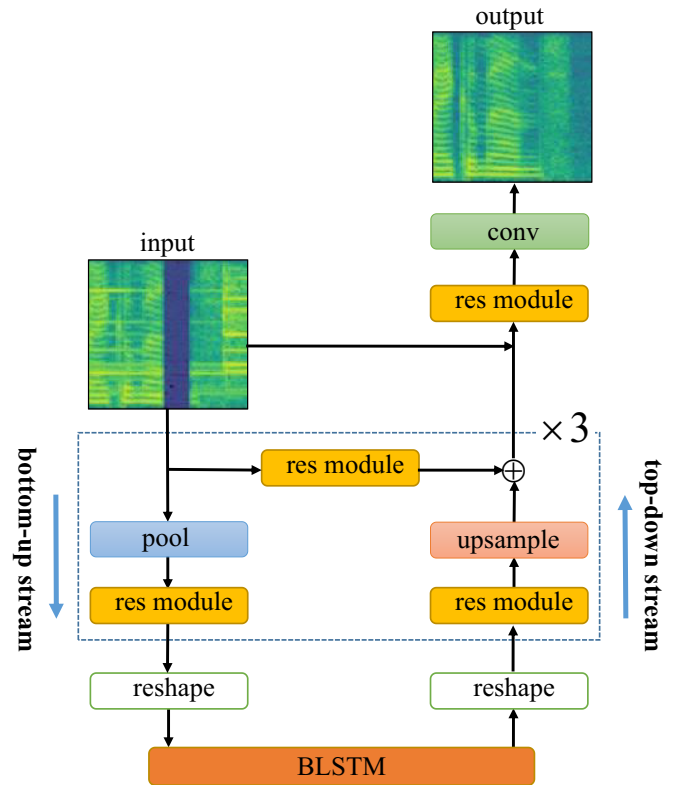 output
conv
input
res module
× 3
res module
bottom-up stream
top-down stream
pool
upsample
res module
res module
reshape
reshape
BLSTM